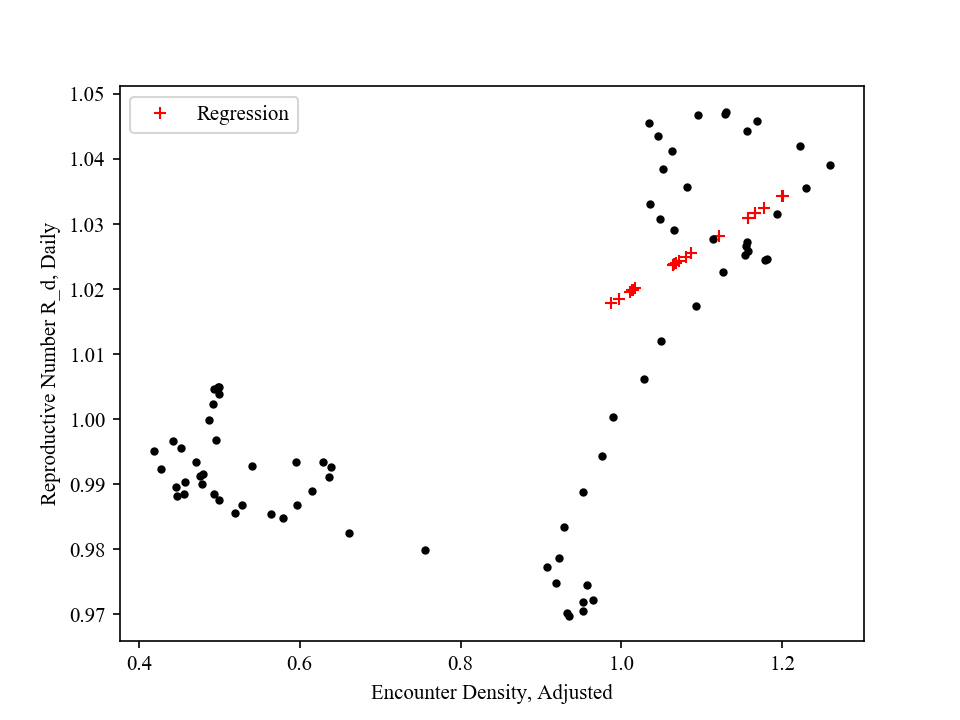 Regression
Reproductive Number R_d, Daily
1.05
1.04
1.03
1.02
1.01
1.00
0.99
0.98
0.97
0.4 0.6 0.8 1.0 1.2
Encounter Density, Adjusted